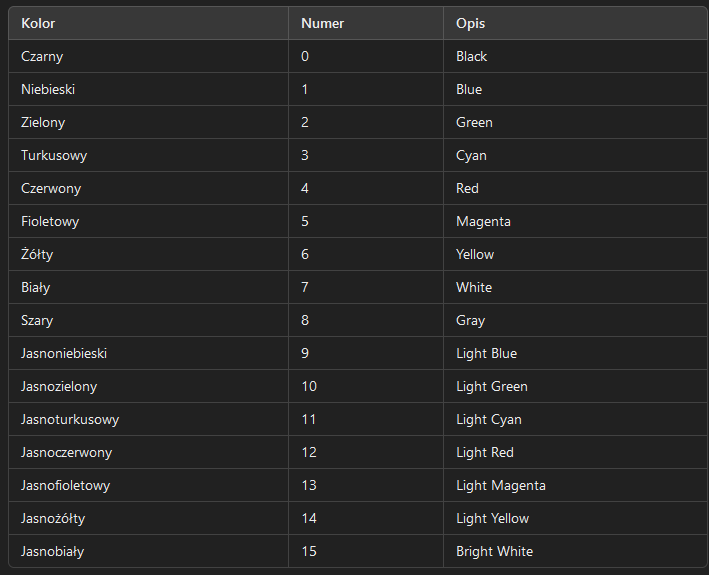 Kolor Numer Opis
Czarny 0 Black
Niebieski 1 Blue
Zielony 2 Green
Turkusowy 3 Cyan
Czerwony 4 Red
Fioletowy 5 Magenta
Żółty 6 Yellow
Biały 7 White
Szary 8 Gray
Jasnoniebieski 9 Light Blue
Jasnozielony 10 Light Green
Jasnoturkusowy 11 Light Cyan
Jasnoczerwony 12 Light Red
Jasnofioletowy 13 Light Magenta
Jasnożółty 14 Light Yellow
Jasnobiały 15 Bright White